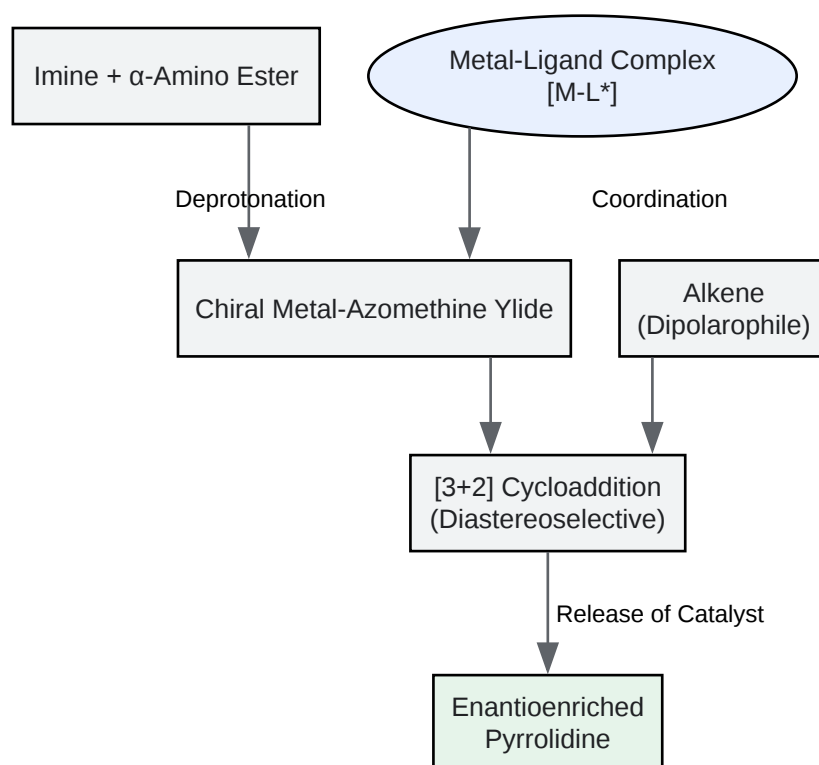 Imine + α-Amino Ester
Metal-Ligand Complex
[M-L*]
Deprotonation
Coordination
Chiral Metal-Azomethine Ylide
Alkene
(Dipolarophile)
[3+2] Cycloaddition
(Diastereoselective)
Release of Catalyst
Enantioenriched
Pyrrolidine